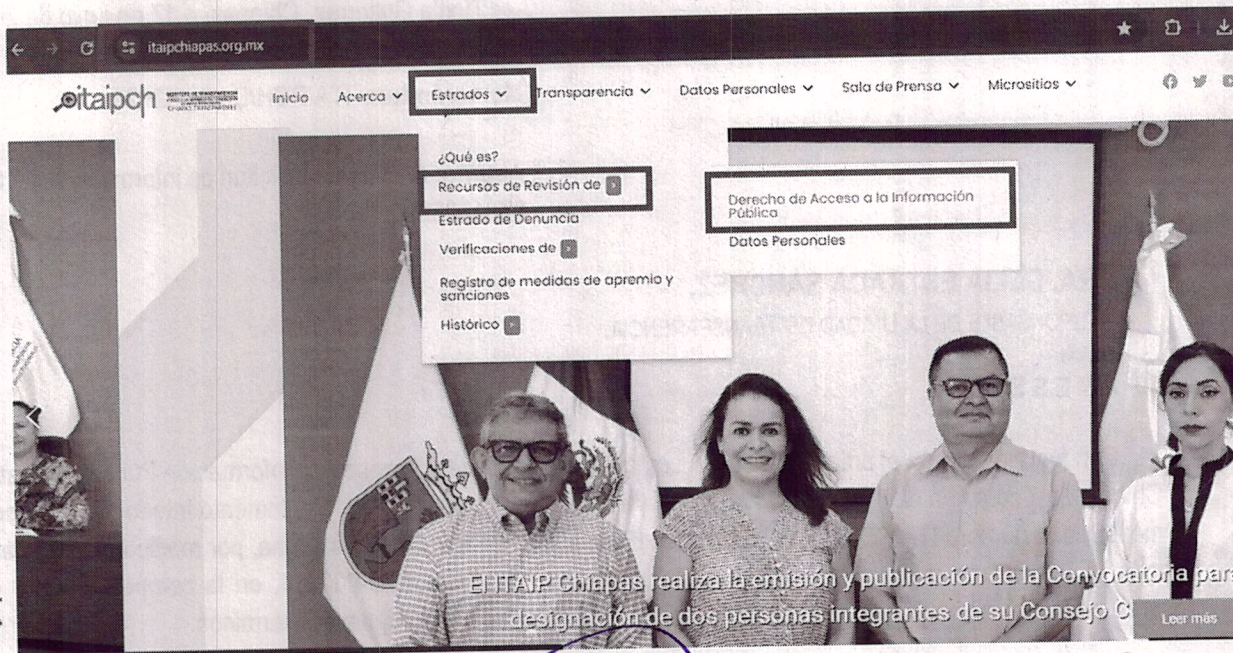 itaipchiapas.org.mx
itaipch
Inicio Acerca Estrados Transparencia Datos Personales Sala de Prensa Micrositios
¿Qué es?
Recursos de Revisión de
Estrado de Denuncia
Verificaciones de
Registro de medidas de apremio y
sanciones
Histórico
Derecho de Acceso a la Información
Pública
Datos Personales
El ITAIP Chiapas realiza la emisión y publicación de la Convocatoria par
designación de dos personas integrantes de su Consejo C
Leer más